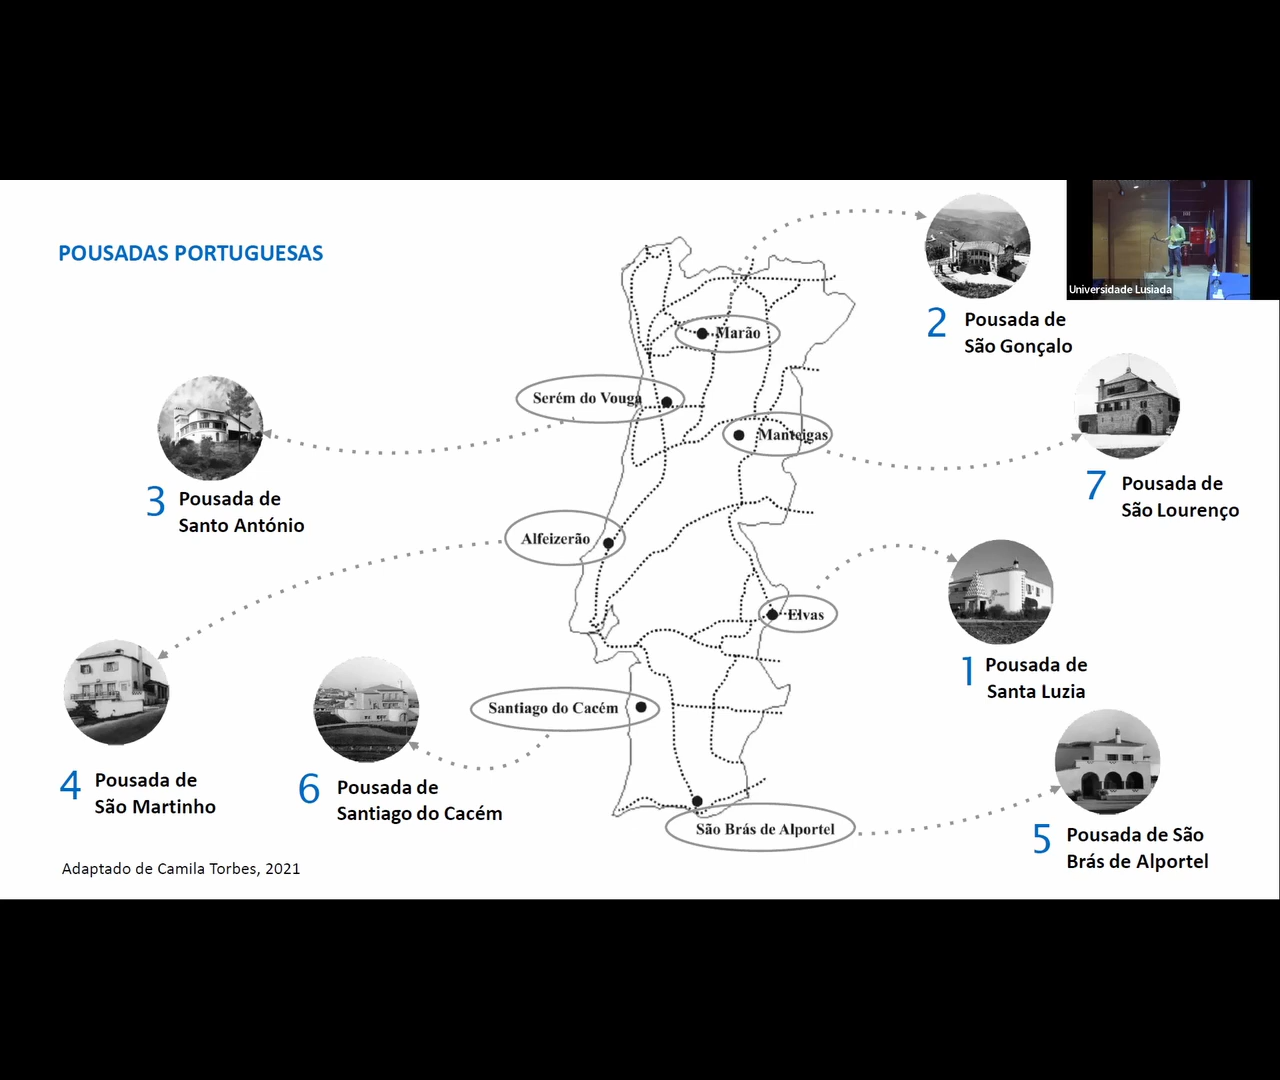 POUSADAS PORTUGUESAS
Universidade Lusiada
2
Pousada de
São Gonçalo
Marão
Serém do Vouga
Manteigas
3
Pousada de
Santo António
7
Pousada de
São Lourenço
Alfeizerão
Elvas
1
Pousada de
Santa Luzia
Santiago do Cacém
4
Pousada de
São Martinho
6
Pousada de
Santiago do Cacém
São Brás de Alportel
5
Pousada de São
Brás de Alportel
Adaptado de Camila Torbes, 2021